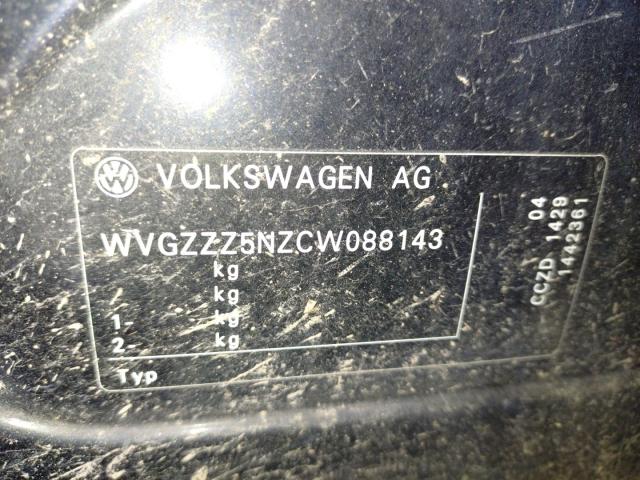 VOLKSWAGEN AG
WVGZZZ5NZCW088143
kg
kg
1- kg
2- kg
Typ
04
CCZD 1429
1442361